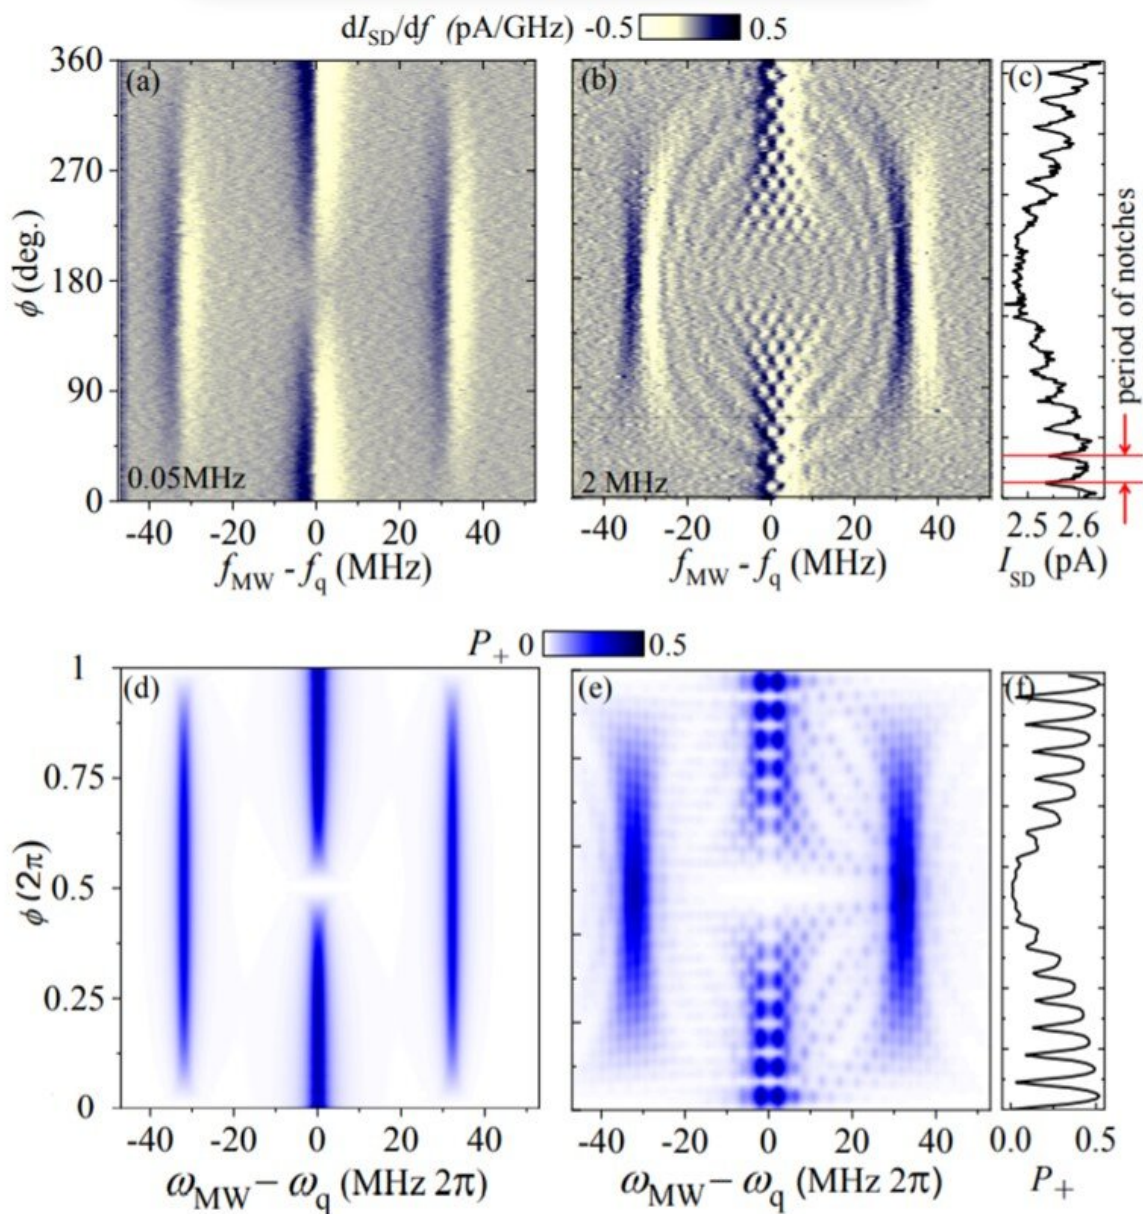 dI_SD/df (pA/GHz) -0.5 0.5
360
270
180
90
0
ϕ (deg.)
(a)
0.05MHz
-40 -20 0 20 40
f_MW - f_q (MHz)
(b)
2 MHz
-40 -20 0 20 40
f_MW - f_q (MHz)
(c)
period of notches
2.5 2.6
I_SD (pA)
P_+ 0 0.5
1
0.75
0.5
0.25
0
ϕ (2π)
(d)
-40 -20 0 20 40
ω_MW – ω_q (MHz 2π)
(e)
-40 -20 0 20 40
ω_MW – ω_q (MHz 2π)
(f)
0.0 0.5
P_+